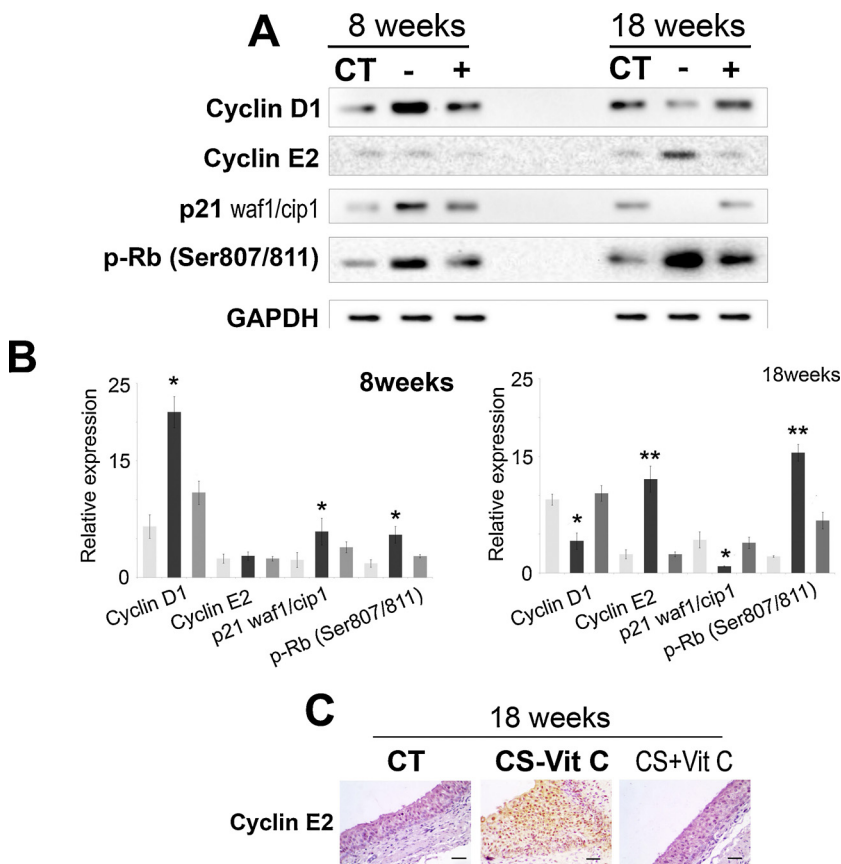 A
8 weeks
18 weeks
CT - +
CT - +
Cyclin D1
Cyclin E2
p21 waf1/cip1
p-Rb (Ser807/811)
GAPDH
B
Relative expression
25
15
0
8weeks
*
*
*
Cyclin D1
Cyclin E2
p21 waf1/cip1
p-Rb (Ser807/811)
Relative expression
25
15
0
18weeks
*
**
*
**
Cyclin D1
Cyclin E2
p21 waf1/cip1
p-Rb (Ser807/811)
C
18 weeks
CT
CS-Vit C
CS+Vit C
Cyclin E2